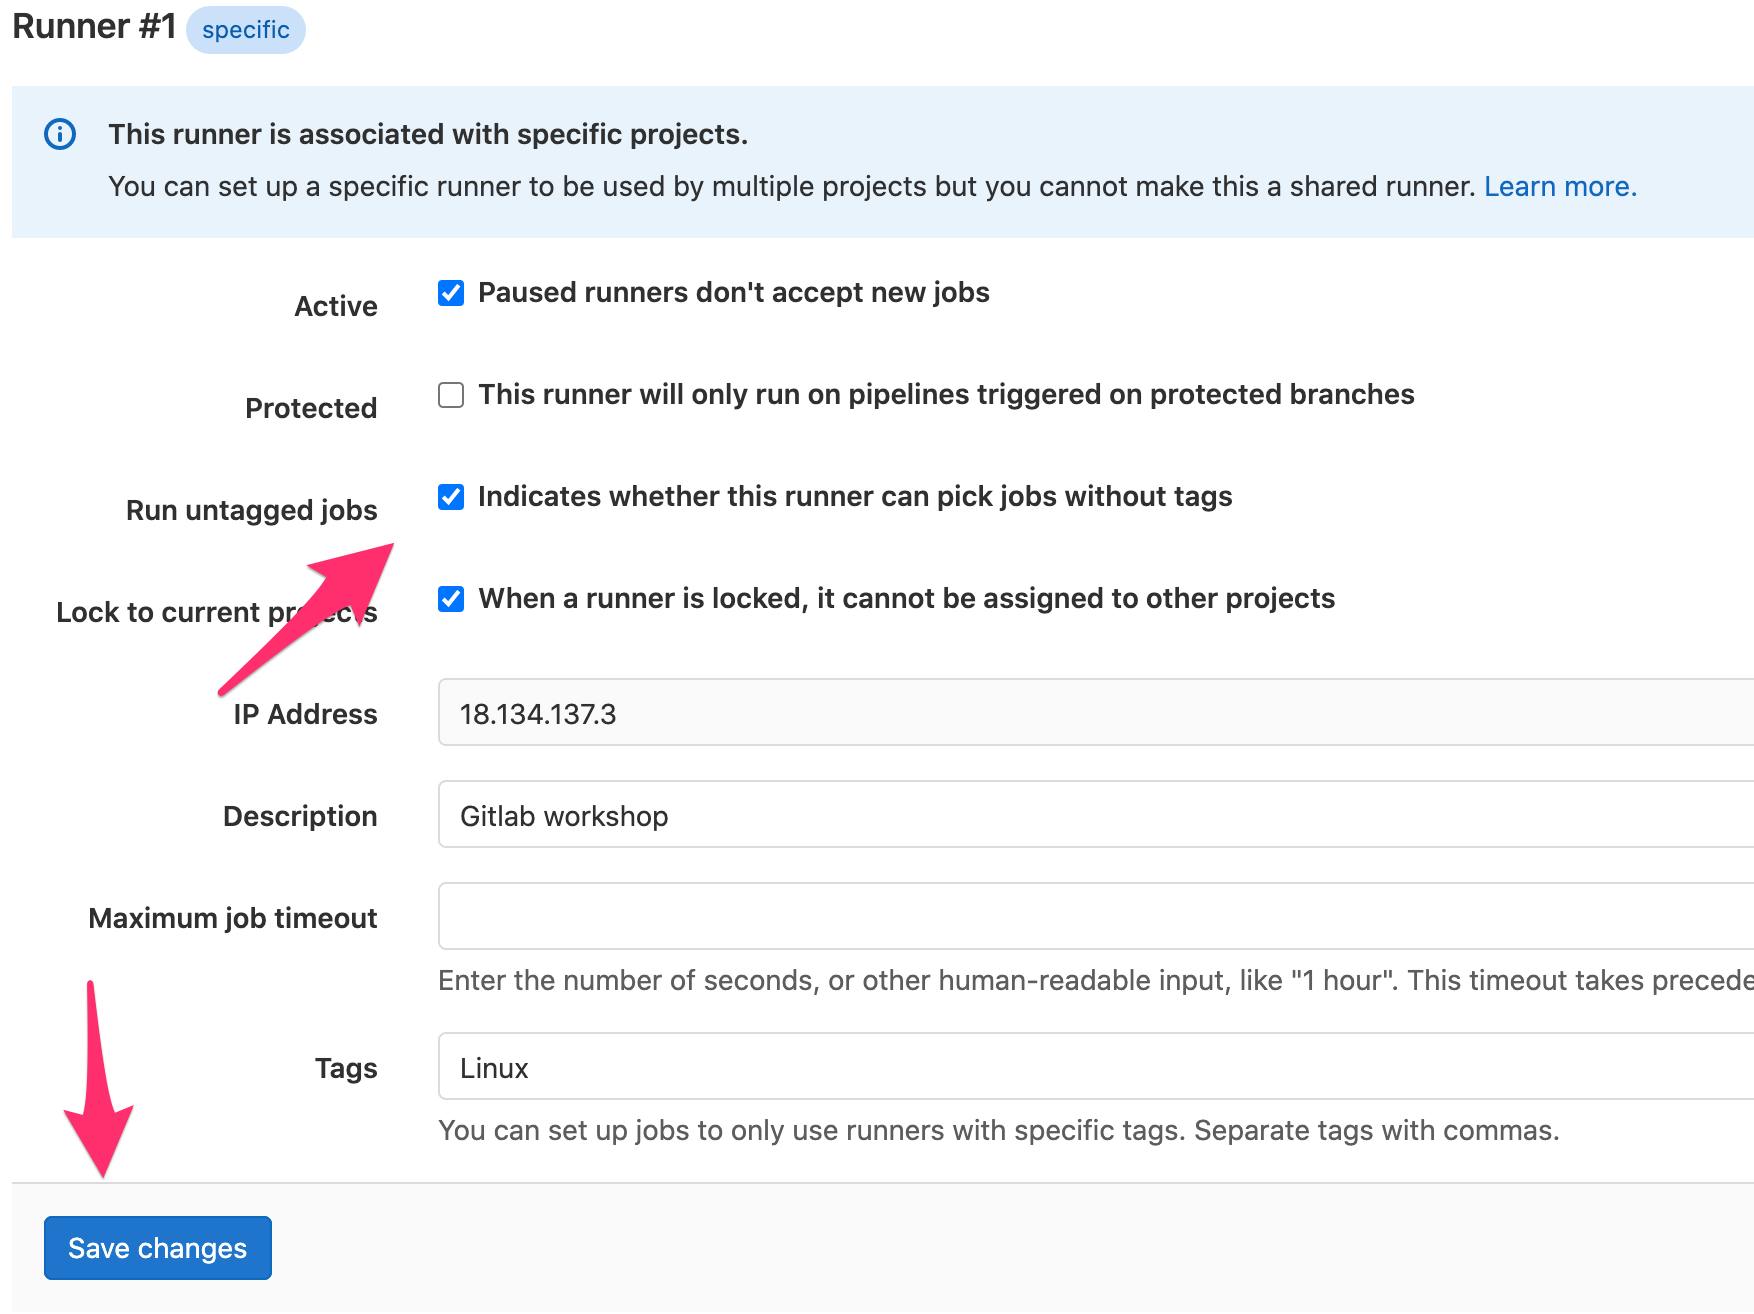 Runner #1 specific
This runner is associated with specific projects.
You can set up a specific runner to be used by multiple projects but you cannot make this a shared runner. Learn more.
Active Paused runners don't accept new jobs
Protected This runner will only run on pipelines triggered on protected branches
Run untagged jobs Indicates whether this runner can pick jobs without tags
Lock to current projects When a runner is locked, it cannot be assigned to other projects
IP Address 18.134.137.3
Description Gitlab workshop
Maximum job timeout
Enter the number of seconds, or other human-readable input, like "1 hour". This timeout takes precede
Tags Linux
You can set up jobs to only use runners with specific tags. Separate tags with commas.
Save changes